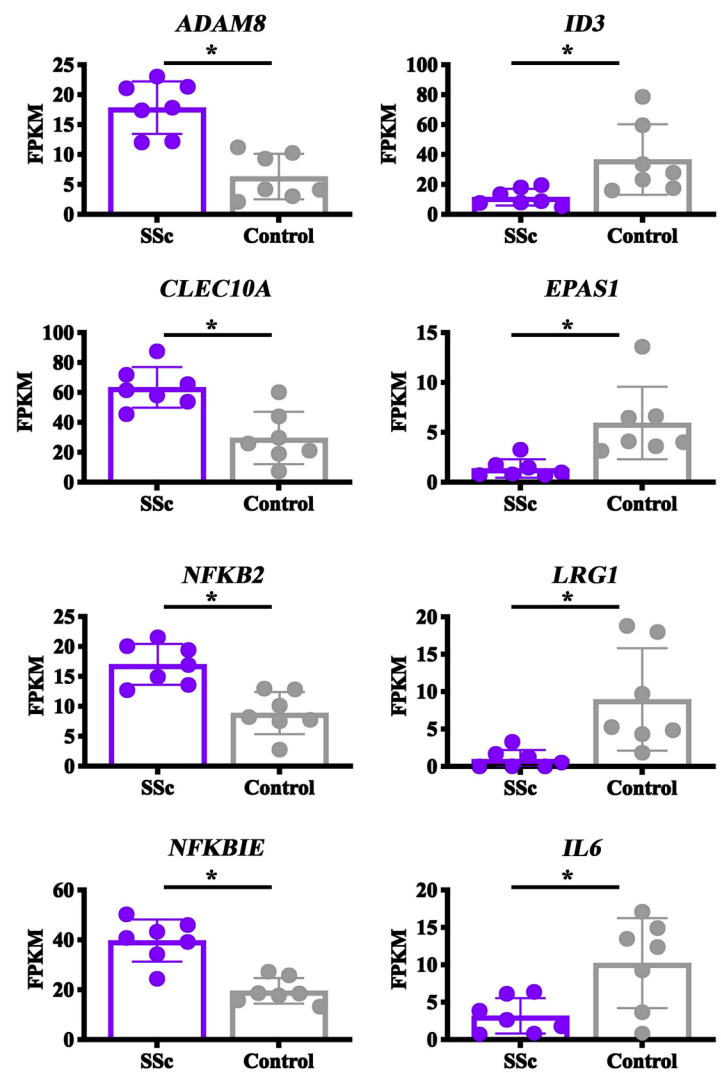 ADAM8
*
FPKM
25
20
15
10
5
0
SSc Control
ID3
*
FPKM
100
80
60
40
20
0
SSc Control
CLEC10A
*
FPKM
100
80
60
40
20
0
SSc Control
EPAS1
*
FPKM
15
10
5
0
SSc Control
NFKB2
*
FPKM
25
20
15
10
5
0
SSc Control
LRG1
*
FPKM
20
15
10
5
0
SSc Control
NFKBIE
*
FPKM
60
40
20
0
SSc Control
IL6
*
FPKM
20
15
10
5
0
SSc Control